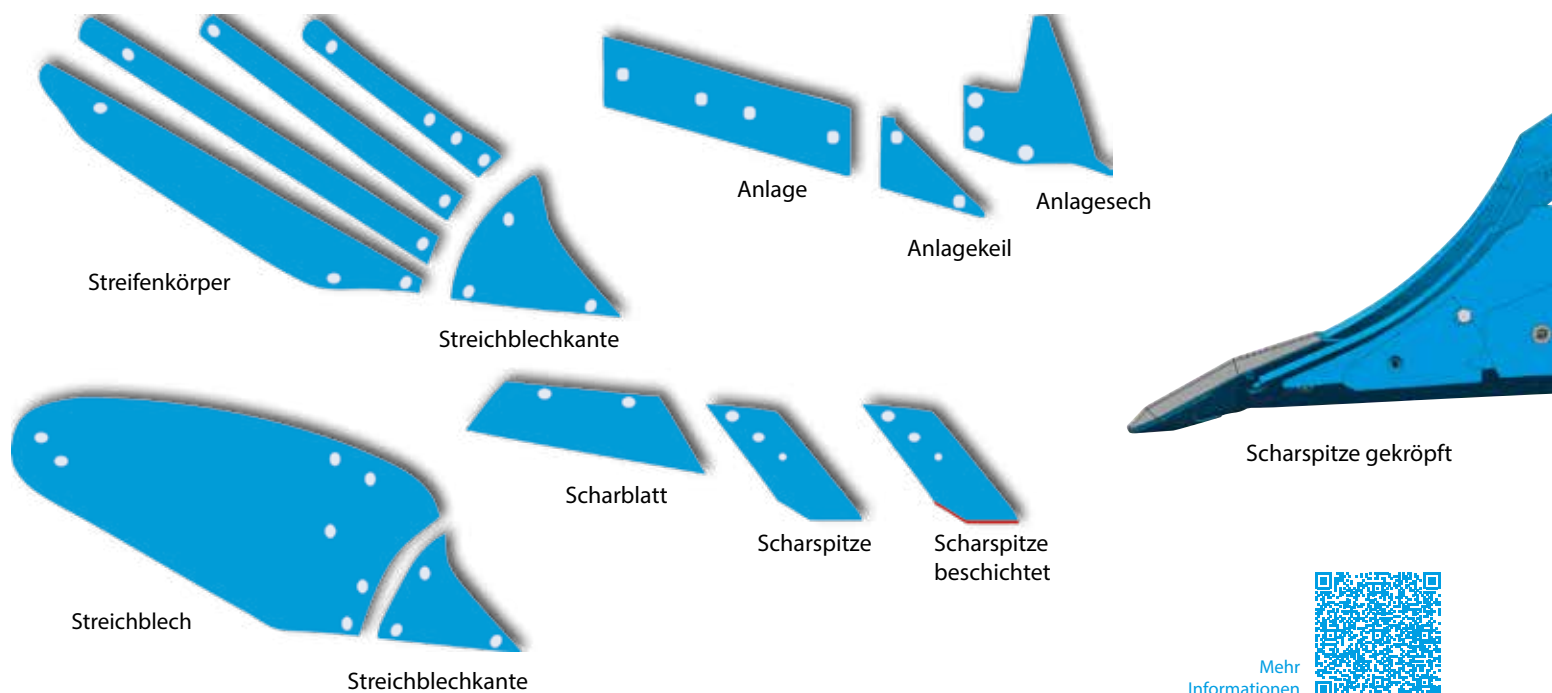 Anlage
Anlagesech
Anlagekeil
Streifenkörper
Streichblechkante
Scharspitze gekröpft
Scharblatt
Scharspitze
Scharspitze
beschichtet
Streichblech
Streichblechkante
Mehr
Informationen